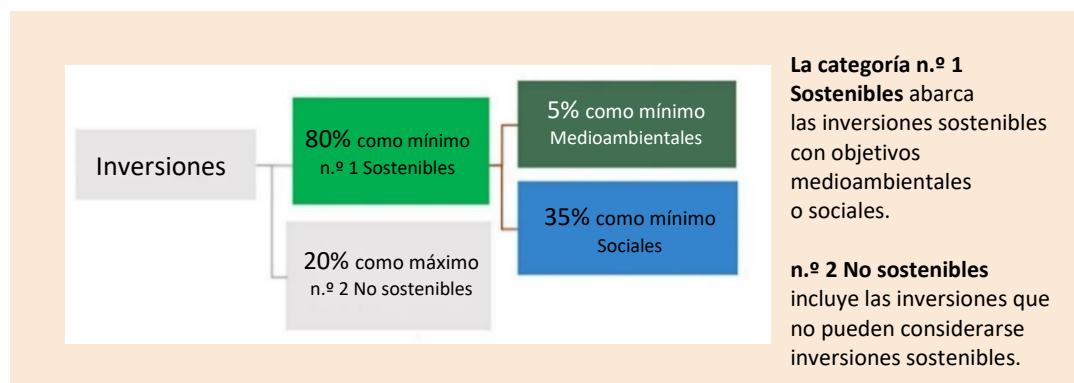 Inversiones
80% como mínimo
n.º 1 Sostenibles
20% como máximo
n.º 2 No sostenibles
5% como mínimo
Medioambientales
35% como mínimo
Sociales
La categoría n.º 1
Sostenibles abarca
las inversiones sostenibles
con objetivos
medioambientales
o sociales.
n.º 2 No sostenibles
incluye las inversiones que
no pueden considerarse
inversiones sostenibles.